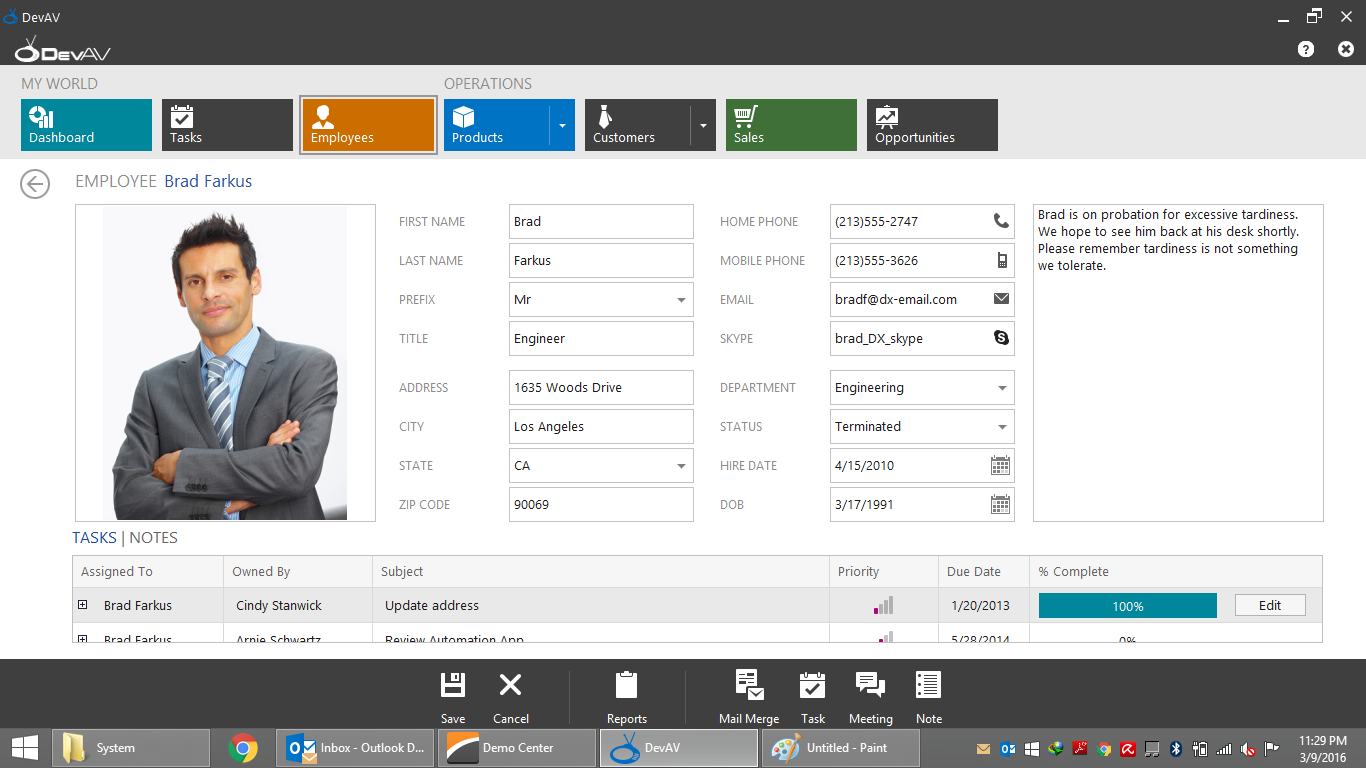 DevAV
DevAV
MY WORLD
OPERATIONS
Dashboard
Tasks
Employees
Products
Customers
Sales
Opportunities
EMPLOYEE Brad Farkus
FIRST NAME Brad
LAST NAME Farkus
PREFIX Mr
TITLE Engineer
ADDRESS 1635 Woods Drive
CITY Los Angeles
STATE CA
ZIP CODE 90069
HOME PHONE (213)555-2747
MOBILE PHONE (213)555-3626
EMAIL bradf@dx-email.com
SKYPE brad_DX_skype
DEPARTMENT Engineering
STATUS Terminated
HIRE DATE 4/15/2010
DOB 3/17/1991
Brad is on probation for excessive tardiness.
We hope to see him back at his desk shortly.
Please remember tardiness is not something
we tolerate.
TASKS | NOTES
Assigned To Owned By Subject Priority Due Date % Complete
Brad Farkus Cindy Stanwick Update address 1/20/2013 100% Edit
Brad Farkus Arnie Schwartz Review Automation App 5/28/2014 0%
Save
Cancel
Reports
Mail Merge
Task
Meeting
Note
System
Inbox - Outlook D...
Demo Center
DevAV
Untitled - Paint
11:29 PM
3/9/2016